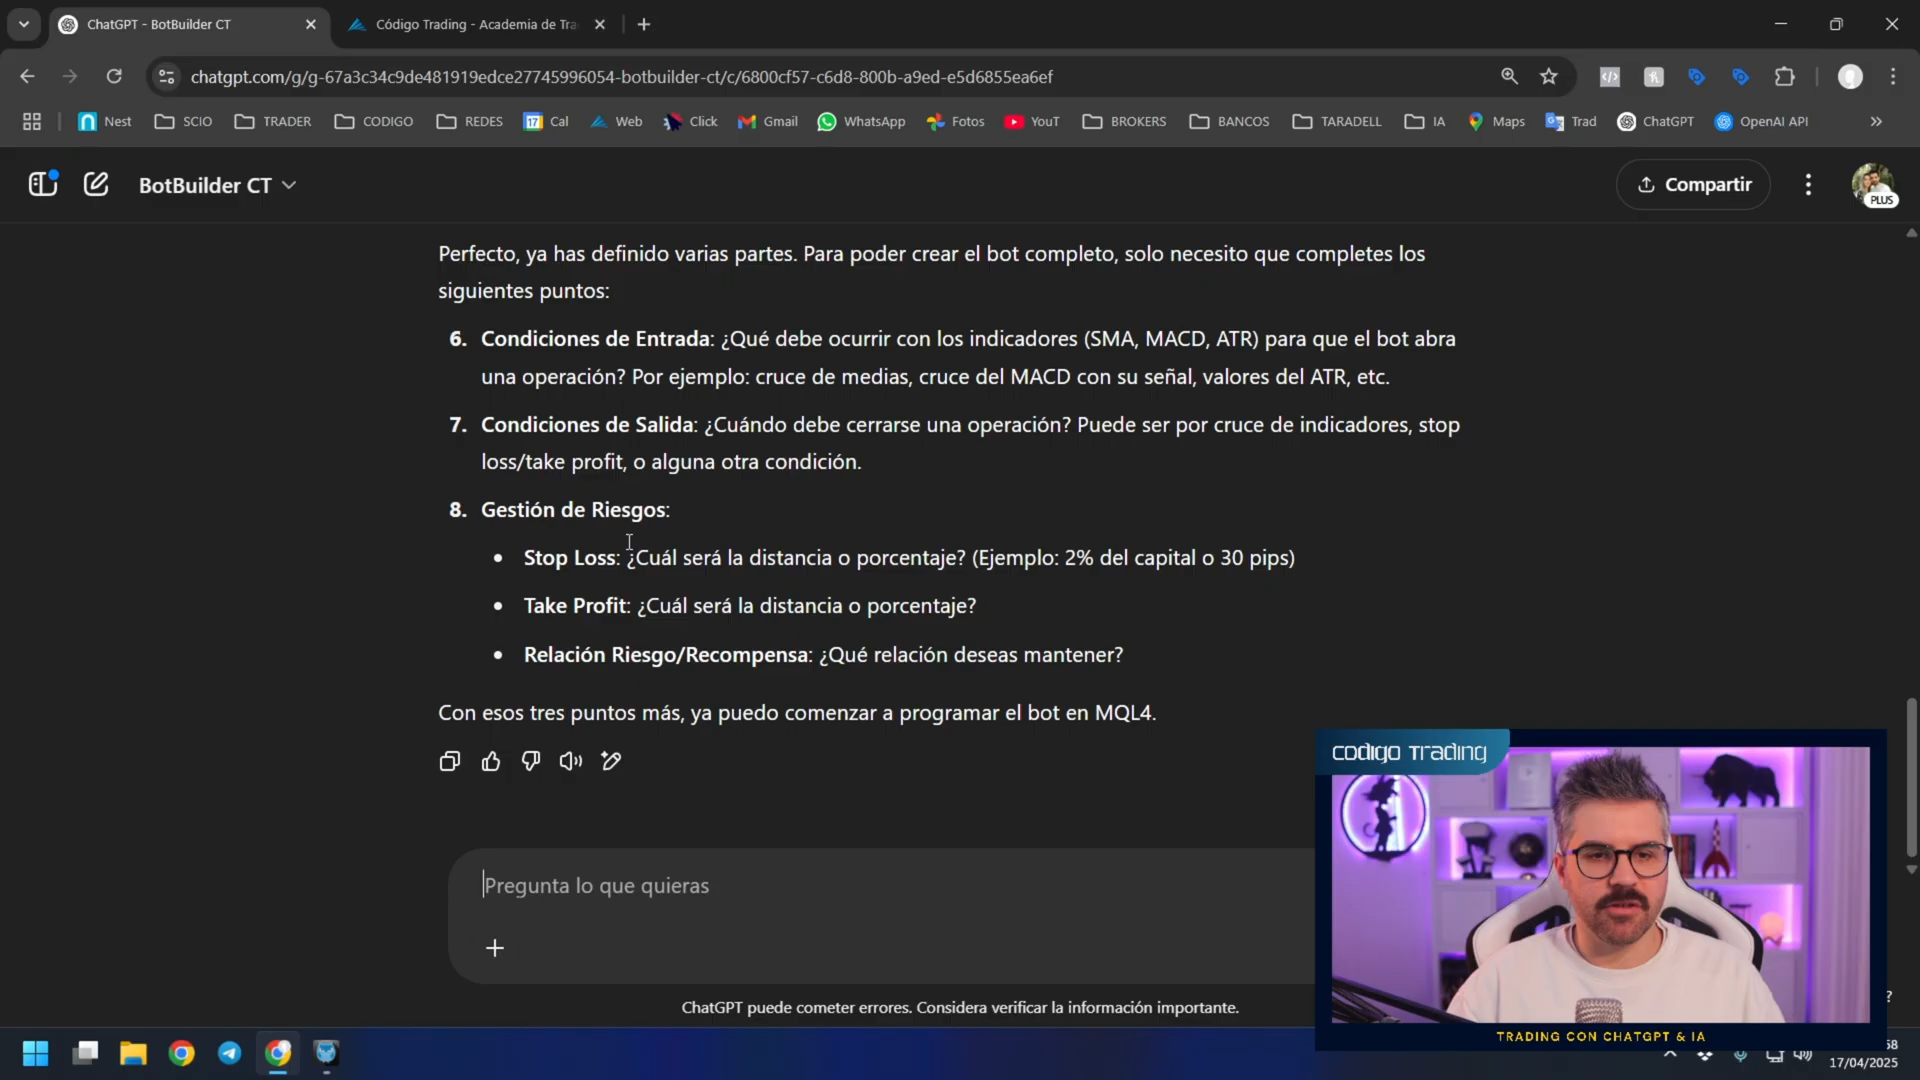 ChatGPT - BotBuilder CT
Código Trading - Academia de Tra
chatgpt.com/g/g-67a3c34c9de481919edce27745996054-botbuilder-ct/c/6800cf57-c6d8-800b-a9ed-e5d6855ea6ef
Nest SCIO TRADER CODIGO REDES 17 Cal Web Click Gmail WhatsApp Fotos YouT BROKERS BANCOS TARADELL IA Maps Trad ChatGPT OpenAI API
BotBuilder CT
Compartir
PLUS
Perfecto, ya has definido varias partes. Para poder crear el bot completo, solo necesito que completes los
siguientes puntos:
6. Condiciones de Entrada: ¿Qué debe ocurrir con los indicadores (SMA, MACD, ATR) para que el bot abra
una operación? Por ejemplo: cruce de medias, cruce del MACD con su señal, valores del ATR, etc.
7. Condiciones de Salida: ¿Cuándo debe cerrarse una operación? Puede ser por cruce de indicadores, stop
loss/take profit, o alguna otra condición.
8. Gestión de Riesgos:
• Stop Loss: ¿Cuál será la distancia o porcentaje? (Ejemplo: 2% del capital o 30 pips)
• Take Profit: ¿Cuál será la distancia o porcentaje?
• Relación Riesgo/Recompensa: ¿Qué relación deseas mantener?
Con esos tres puntos más, ya puedo comenzar a programar el bot en MQL4.
codigo Trading
Pregunta lo que quieras
ChatGPT puede cometer errores. Considera verificar la información importante.
?
TRADING CON CHATGPT & IA
58
17/04/2025